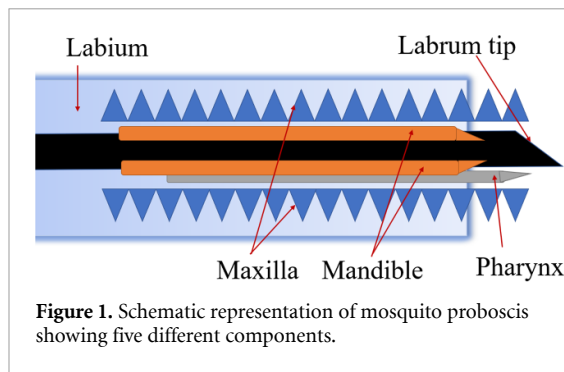 Labium
Labrum tip
Maxilla
Mandible
Pharynx
Figure 1. Schematic representation of mosquito proboscis
showing five different components.